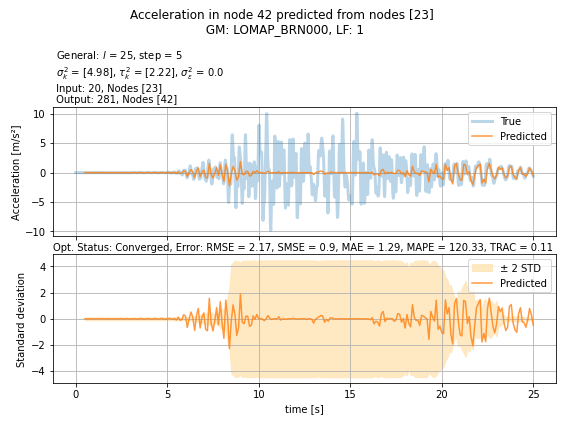 Acceleration in node 42 predicted from nodes [23]
GM: LOMAP_BRN000, LF: 1
General: l = 25, step = 5
σ²ₖ = [4.98], τ²ₖ = [2.22], σ²ε = 0.0
Input: 20, Nodes [23]
Output: 281, Nodes [42]
Acceleration [m/s²]
10
5
0
−5
−10
True
Predicted
Opt. Status: Converged, Error: RMSE = 2.17, SMSE = 0.9, MAE = 1.29, MAPE = 120.33, TRAC = 0.11
Standard deviation
4
2
0
−2
−4
± 2 STD
Predicted
0 5 10 15 20 25
time [s]